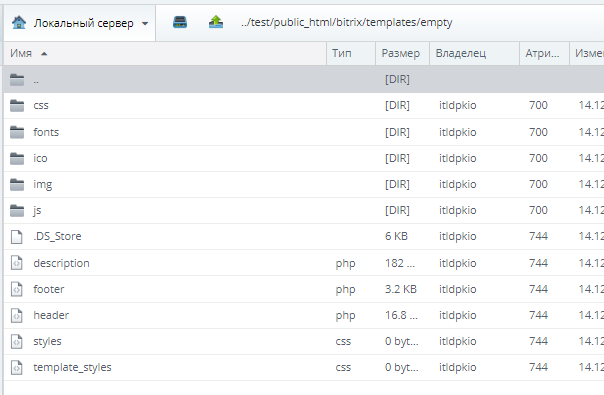 Локальный сервер ../test/public_html/bitrix/templates/empty
Имя Тип Размер Владелец Атри... Измен
.. [DIR]
css [DIR] itldpkio 700 14.12
fonts [DIR] itldpkio 700 14.12
ico [DIR] itldpkio 700 14.12
img [DIR] itldpkio 700 14.12
js [DIR] itldpkio 700 14.12
.DS_Store 6 KB itldpkio 744 14.12
description php 182 ... itldpkio 744 14.12
footer php 3.2 KB itldpkio 744 14.12
header php 16.8 ... itldpkio 744 14.12
styles css 0 byt... itldpkio 744 14.12
template_styles css 0 byt... itldpkio 744 14.12